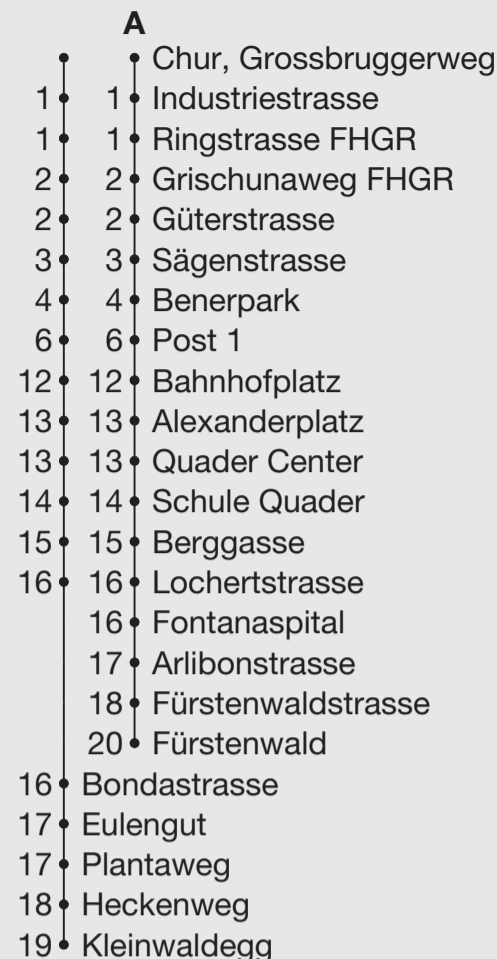 A
Chur, Grossbruggerweg
1 1 Industriestrasse
1 1 Ringstrasse FHGR
2 2 Grischunaweg FHGR
2 2 Güterstrasse
3 3 Sägenstrasse
4 4 Benerpark
6 6 Post 1
12 12 Bahnhofplatz
13 13 Alexanderplatz
13 13 Quader Center
14 14 Schule Quader
15 15 Berggasse
16 16 Lochertstrasse
16 Fontanaspital
17 Arlibonstrasse
18 Fürstenwaldstrasse
20 Fürstenwald
16 Bondastrasse
17 Eulengut
17 Plantaweg
18 Heckenweg
19 Kleinwaldegg